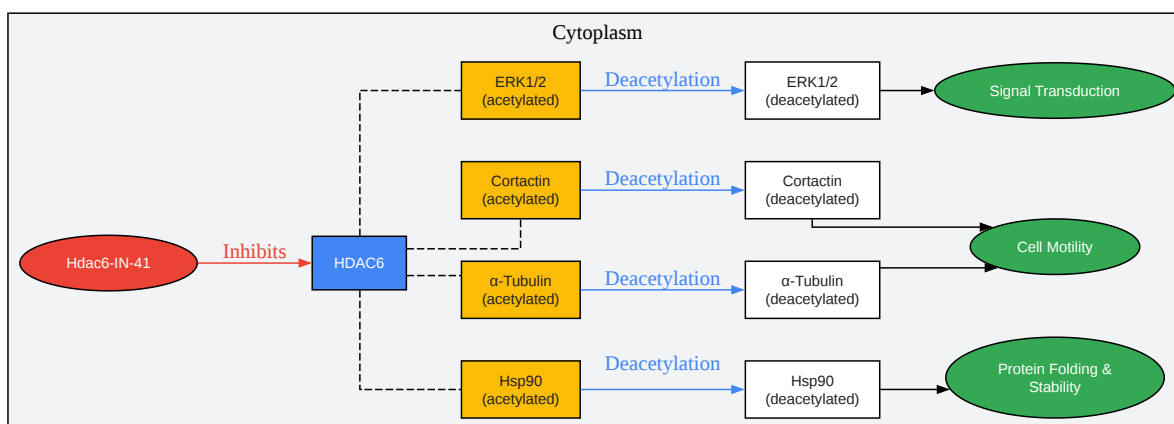 Cytoplasm
ERK1/2
(acetylated)
Deacetylation
ERK1/2
(deacetylated)
Signal Transduction
Cortactin
(acetylated)
Deacetylation
Cortactin
(deacetylated)
Hdac6-IN-41
Inhibits
HDAC6
Cell Motility
α-Tubulin
(acetylated)
Deacetylation
α-Tubulin
(deacetylated)
Hsp90
(acetylated)
Deacetylation
Hsp90
(deacetylated)
Protein Folding &
Stability